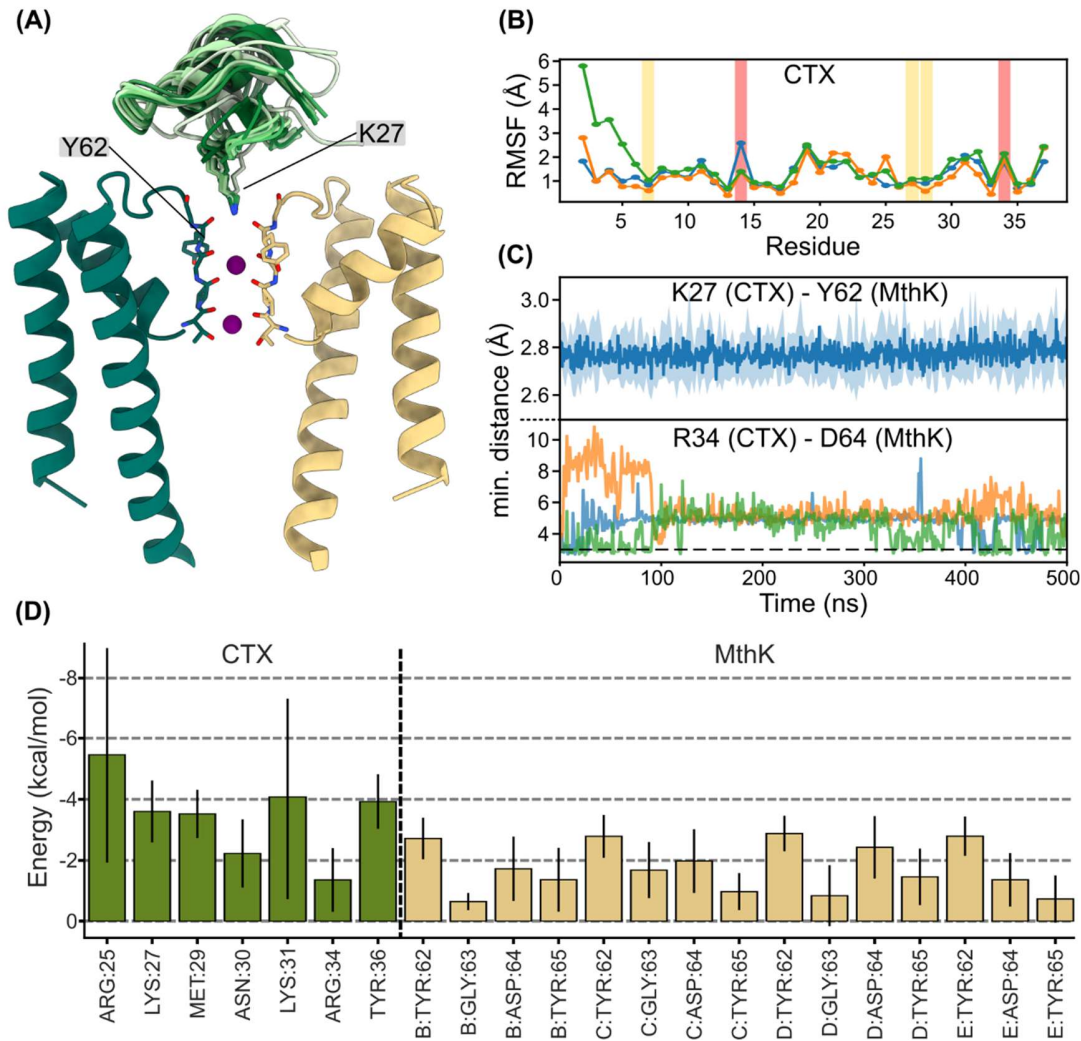 (A)
Y62
K27
(B)
CTX
RMSF (Å)
6
5
4
3
2
1
5 10 15 20 25 30 35
Residue
(C)
K27 (CTX) - Y62 (MthK)
min. distance (Å)
3.0
2.8
2.6
R34 (CTX) - D64 (MthK)
10
8
6
4
0 100 200 300 400 500
Time (ns)
(D)
CTX MthK
Energy (kcal/mol)
-8
-6
-4
-2
0
ARG:25
LYS:27
MET:29
ASN:30
LYS:31
ARG:34
TYR:36
B:TYR:62
B:GLY:63
B:ASP:64
B:TYR:65
C:TYR:62
C:GLY:63
C:ASP:64
C:TYR:65
D:TYR:62
D:GLY:63
D:ASP:64
D:TYR:65
E:TYR:62
E:ASP:64
E:TYR:65